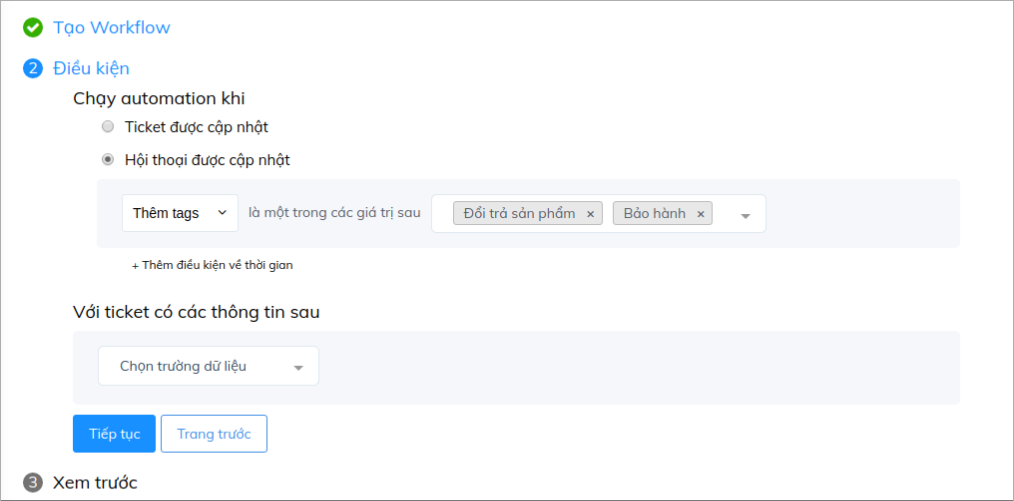 Tạo Workflow
2 Điều kiện
Chạy automation khi
Ticket được cập nhật
Hội thoại được cập nhật
Thêm tags là một trong các giá trị sau Đổi trả sản phẩm × Bảo hành ×
+ Thêm điều kiện về thời gian
Với ticket có các thông tin sau
Chọn trường dữ liệu
Tiếp tục Trang trước
3 Xem trước